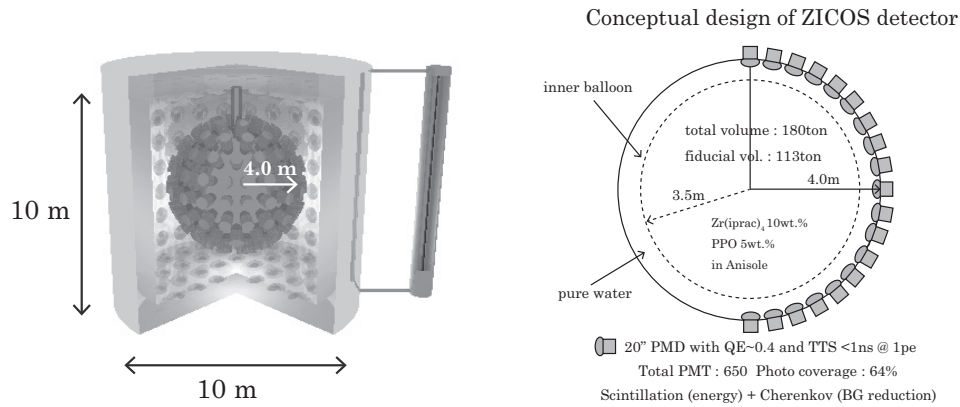 Conceptual design of ZICOS detector
inner balloon
total volume : 180ton
fiducial vol. : 113ton
4.0 m
4.0m
10 m
3.5m
Zr(iprac)₄ 10wt.%
PPO 5wt.%
in Anisole
pure water
20" PMD with QE~0.4 and TTS <1ns @ 1pe
10 m
Total PMT : 650 Photo coverage : 64%
Scintillation (energy) + Cherenkov (BG reduction)